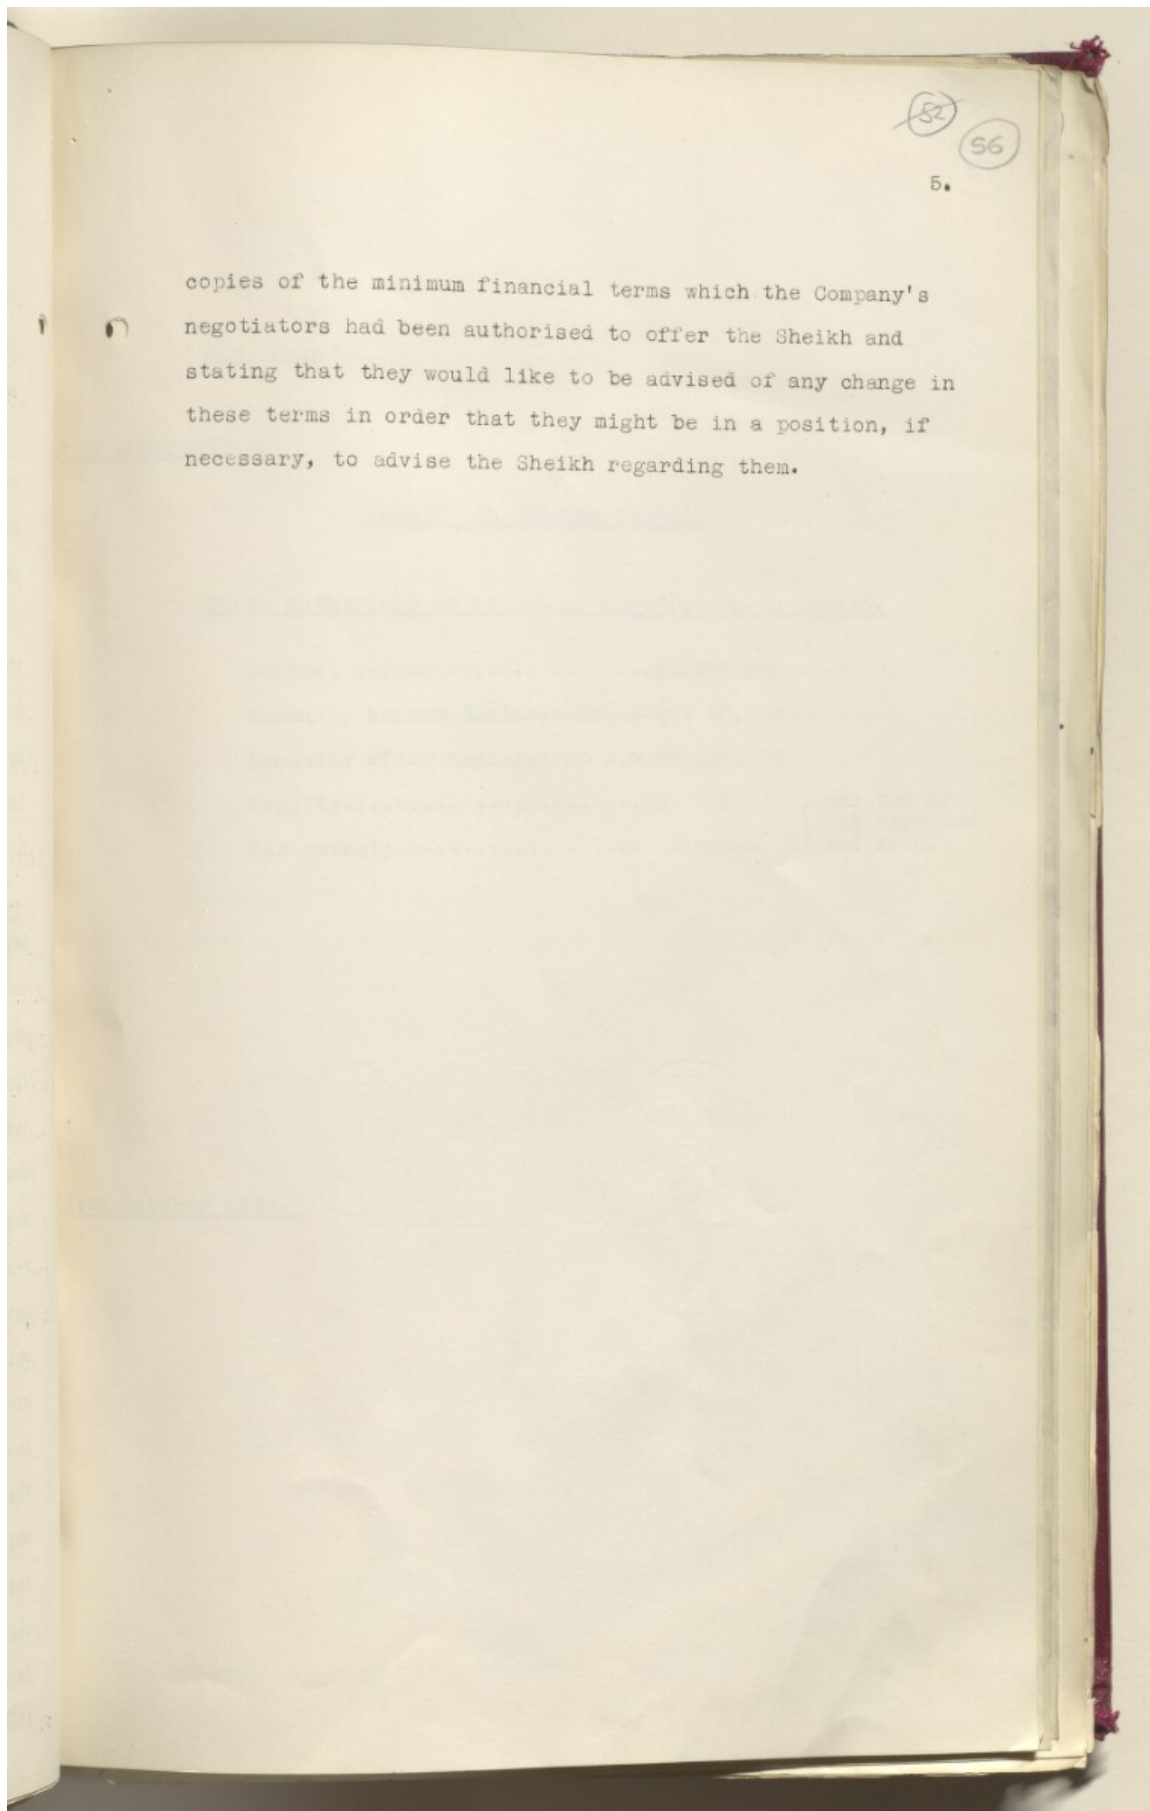 52
56
5.
copies of the minimum financial terms which the Company's
negotiators had been authorised to offer the Sheikh and
stating that they would like to be advised of any change in
these terms in order that they might be in a position, if
necessary, to advise the Sheikh regarding them.